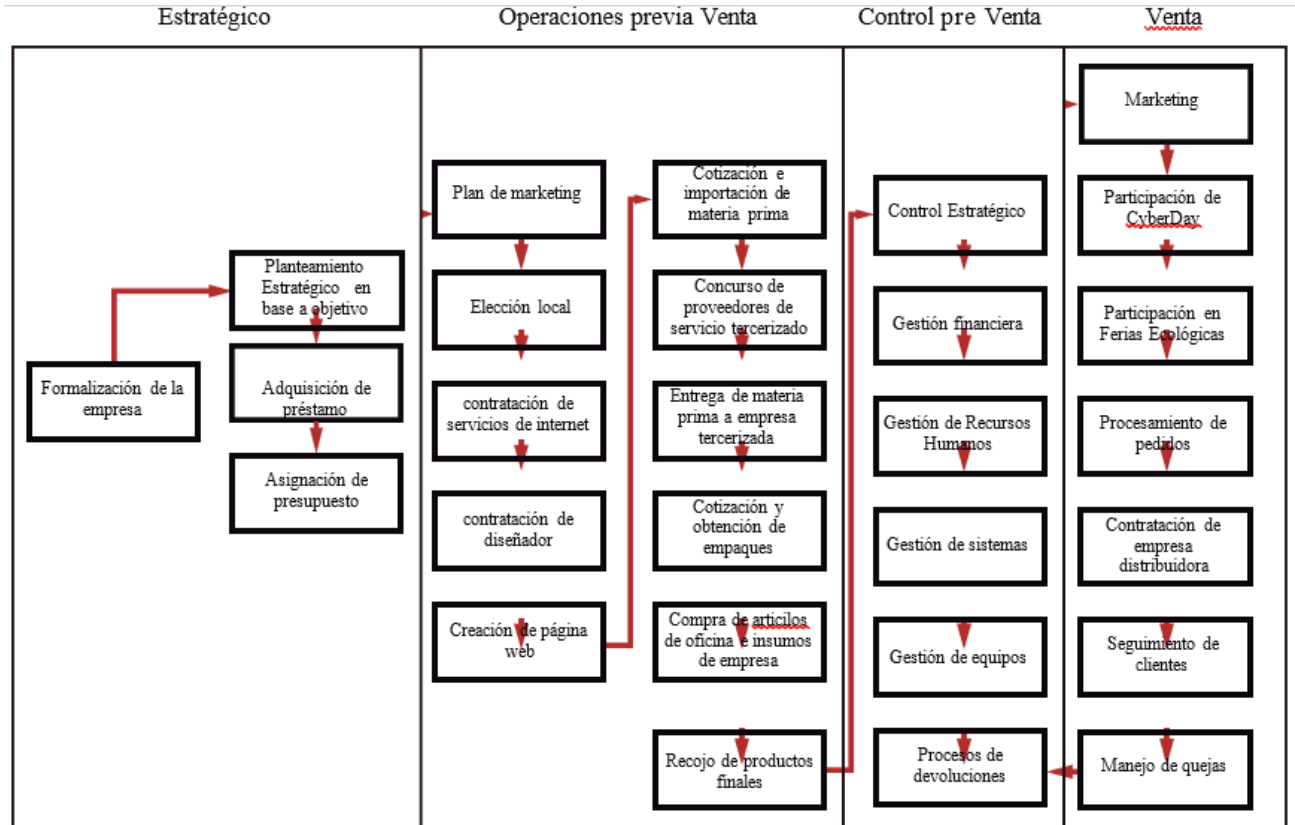 Estratégico
Operaciones previa Venta
Control pre Venta
Venta
Formalización de la
empresa
Planteamiento
Estratégico en
base a objetivo
Adquisición de
préstamo
Asignación de
presupuesto
Plan de marketing
Elección local
contratación de
servicios de internet
contratación de
diseñador
Creación de página
web
Cotización e
importación de
materia prima
Concurso de
proveedores de
servicio tercerizado
Entrega de materia
prima a empresa
tercerizada
Cotización y
obtención de
empaques
Compra de articilos
de oficina e insumos
de empresa
Recojo de productos
finales
Control Estratégico
Gestión financiera
Gestión de Recursos
Humanos
Gestión de sistemas
Gestión de equipos
Procesos de
devoluciones
Marketing
Participación de
CyberDay
Participación en
Ferias Ecológicas
Procesamiento de
pedidos
Contratación de
empresa
distribuidora
Seguimiento de
clientes
Manejo de quejas